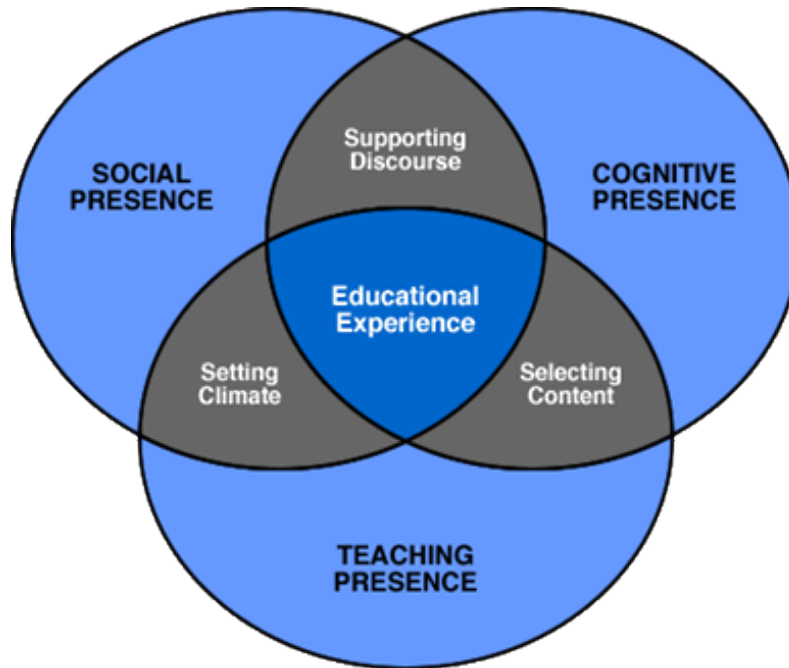 Supporting
Discourse
SOCIAL
PRESENCE
COGNITIVE
PRESENCE
Educational
Experience
Setting
Climate
Selecting
Content
TEACHING
PRESENCE